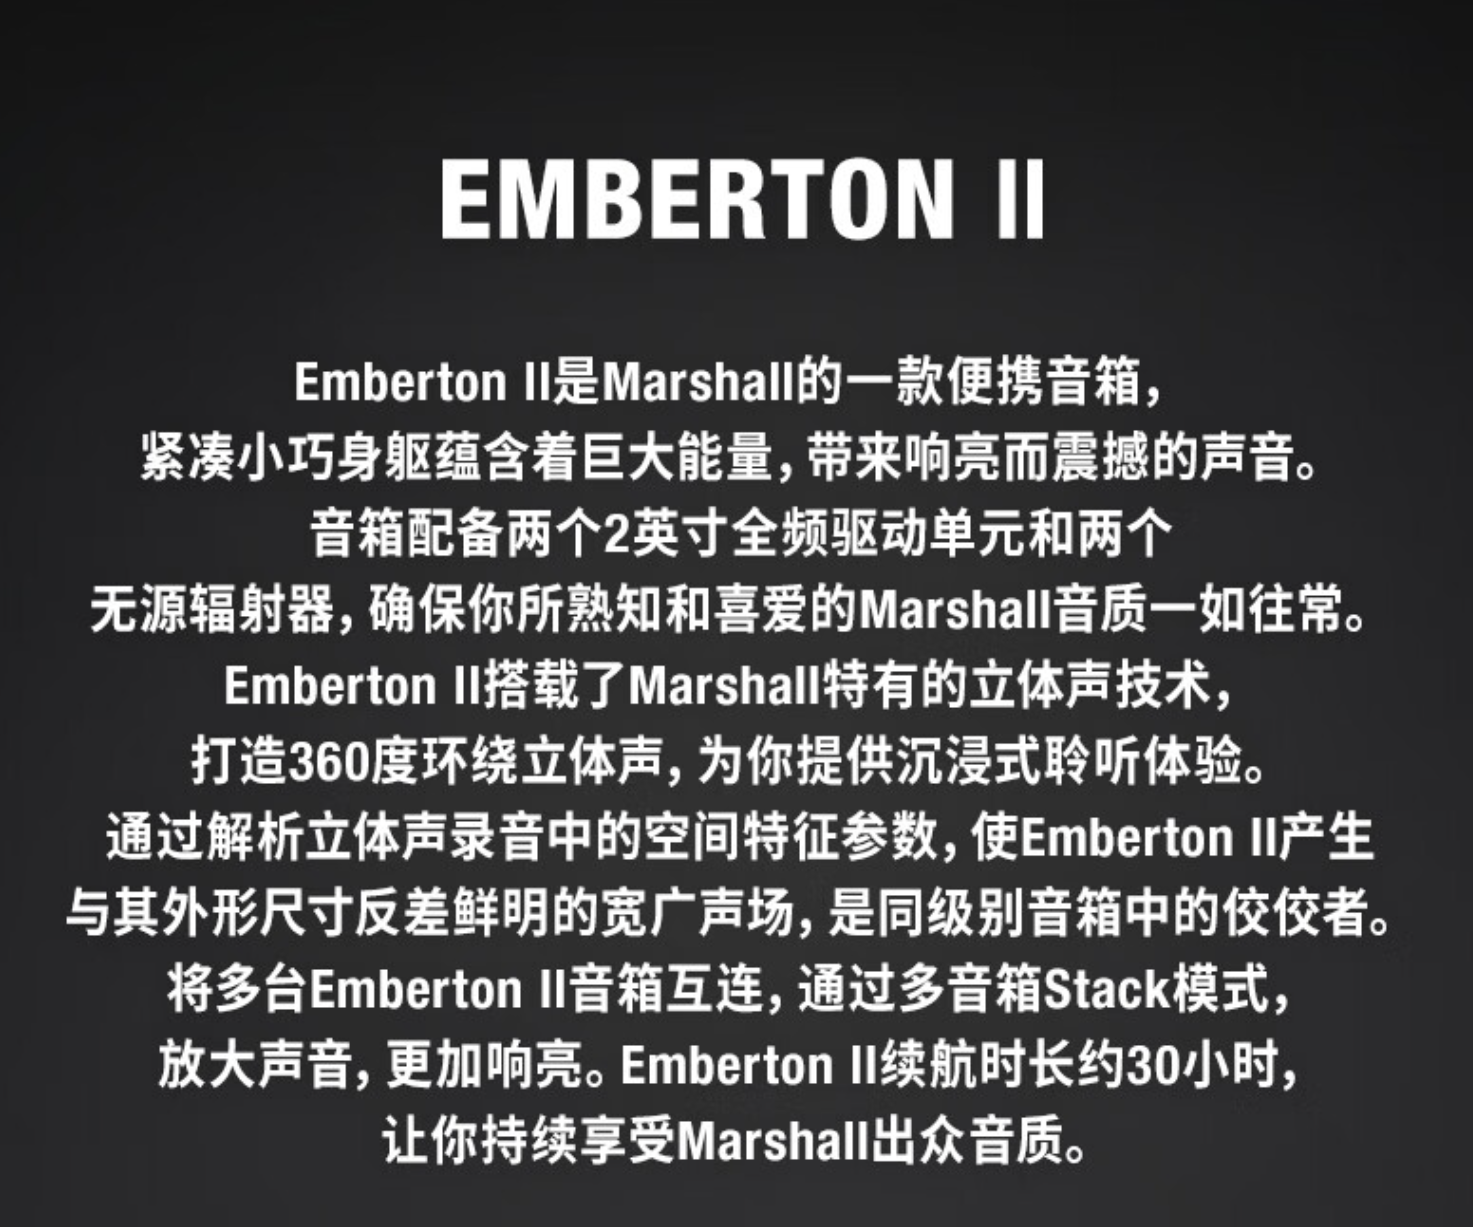 EMBERTON II
Emberton II是Marshall的一款便携音箱，
紧凑小巧身躯蕴含着巨大能量，带来响亮而震撼的声音。
音箱配备两个2英寸全频驱动单元和两个
无源辐射器，确保你所熟知和喜爱的Marshall音质一如往常。
Emberton II搭载了Marshall特有的立体声技术，
打造360度环绕立体声，为你提供沉浸式聆听体验。
通过解析立体声录音中的空间特征参数，使Emberton II产生
与其外形尺寸反差鲜明的宽广声场，是同级别音箱中的佼佼者。
将多台Emberton II音箱互连，通过多音箱Stack模式，
放大声音，更加响亮。Emberton II续航时长约30小时，
让你持续享受Marshall出众音质。